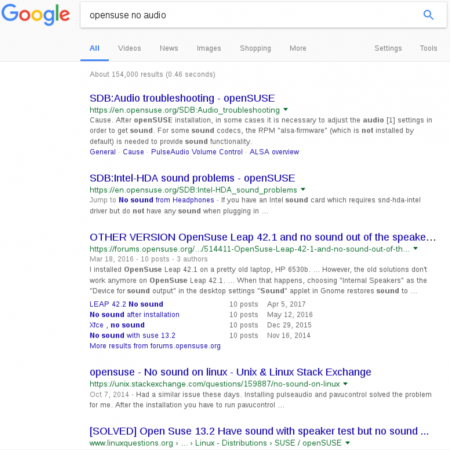 Google
opensuse no audio
All Videos News Images Shopping More Settings Tools
About 154,000 results (0.46 seconds)
SDB:Audio troubleshooting - openSUSE
https://en.opensuse.org/SDB:Audio_troubleshooting
Cause. After openSUSE installation, in some cases it is necessary to adjust the audio [1] settings in
order to get sound. For some sound codecs, the RPM "alsa-firmware" (which is not installed by
default) is needed to provide sound functionality.
General · Cause · PulseAudio Volume Control · ALSA overview
SDB:Intel-HDA sound problems - openSUSE
https://en.opensuse.org/SDB:Intel-HDA_sound_problems
Jump to No sound from Headphones - If you have an Intel sound card which requires snd-hda-intel
driver but do not have any sound when plugging in ...
OTHER VERSION OpenSuse Leap 42.1 and no sound out of the speake...
https://forums.opensuse.org/.../514411-OpenSuse-Leap-42-1-and-no-sound-out-of-th...
Mar 18, 2016 - 10 posts - 3 authors
I installed OpenSuse Leap 42.1 on a pretty old laptop, HP 6530b. ... However, the old solutions don't
work anymore on OpenSuse Leap 42.1. ... When that happens, choosing "Internal Speakers" as the
"Device for sound output" in the desktop settings "Sound" applet in Gnome restores sound to ...
LEAP 42.2 No sound 10 posts Apr 5, 2017
No sound after installation 10 posts May 12, 2016
Xfce , no sound 10 posts Dec 29, 2015
No sound with suse 13.2 10 posts Nov 16, 2014
More results from forums.opensuse.org
opensuse - No sound on linux - Unix & Linux Stack Exchange
https://unix.stackexchange.com/questions/159887/no-sound-on-linux
Oct 7, 2014 - Had a similar issue these days. Installing pulseaudio and paucontrol solved the problem
for me. After the installation you have to run paucontrol ...
[SOLVED] Open Suse 13.2 Have sound with speaker test but no sound ...
www.linuxquestions.org › ... › Linux - Distributions › SUSE / openSUSE